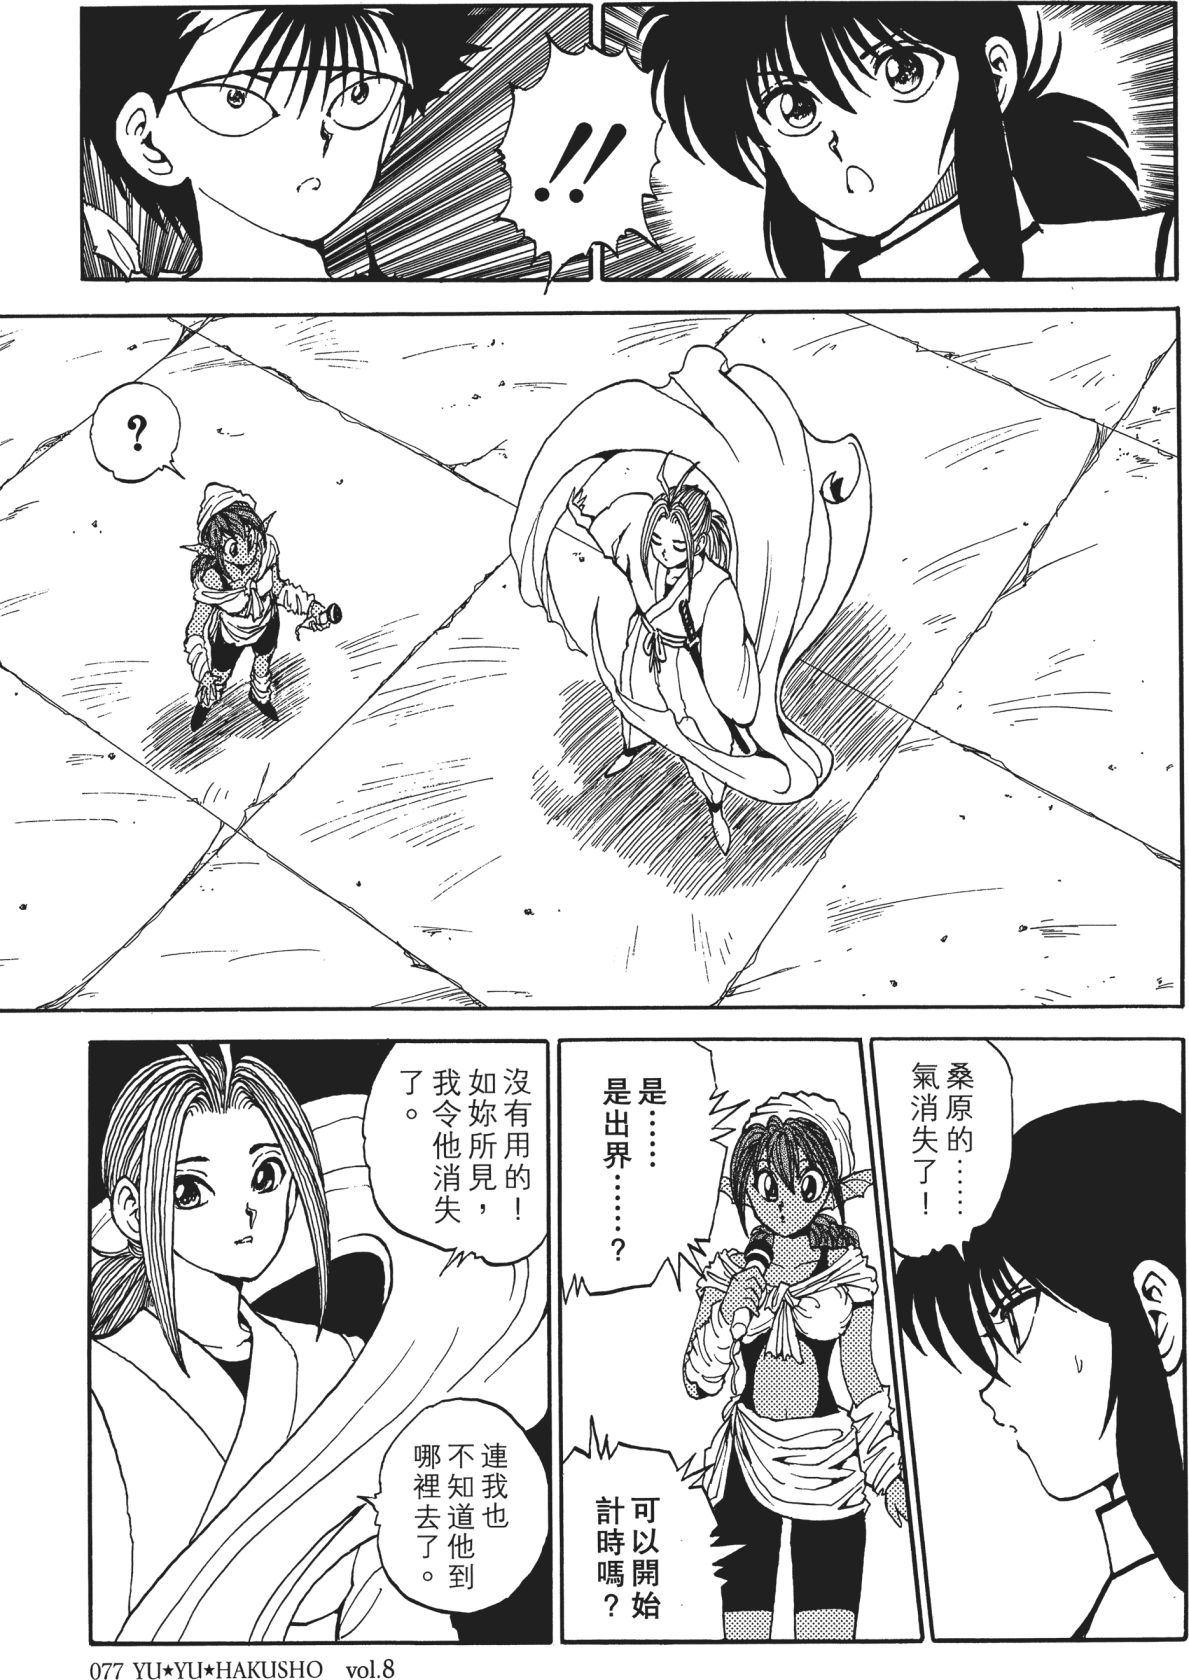 !!
?
桑原的……
氣消失了！
是……
是出界……？
可以開始
計時嗎？
沒有用的！
如妳所見，
我令他消失
了。
連我也
不知道他到
哪裡去了。
077 YU★YU★HAKUSHO vol.8